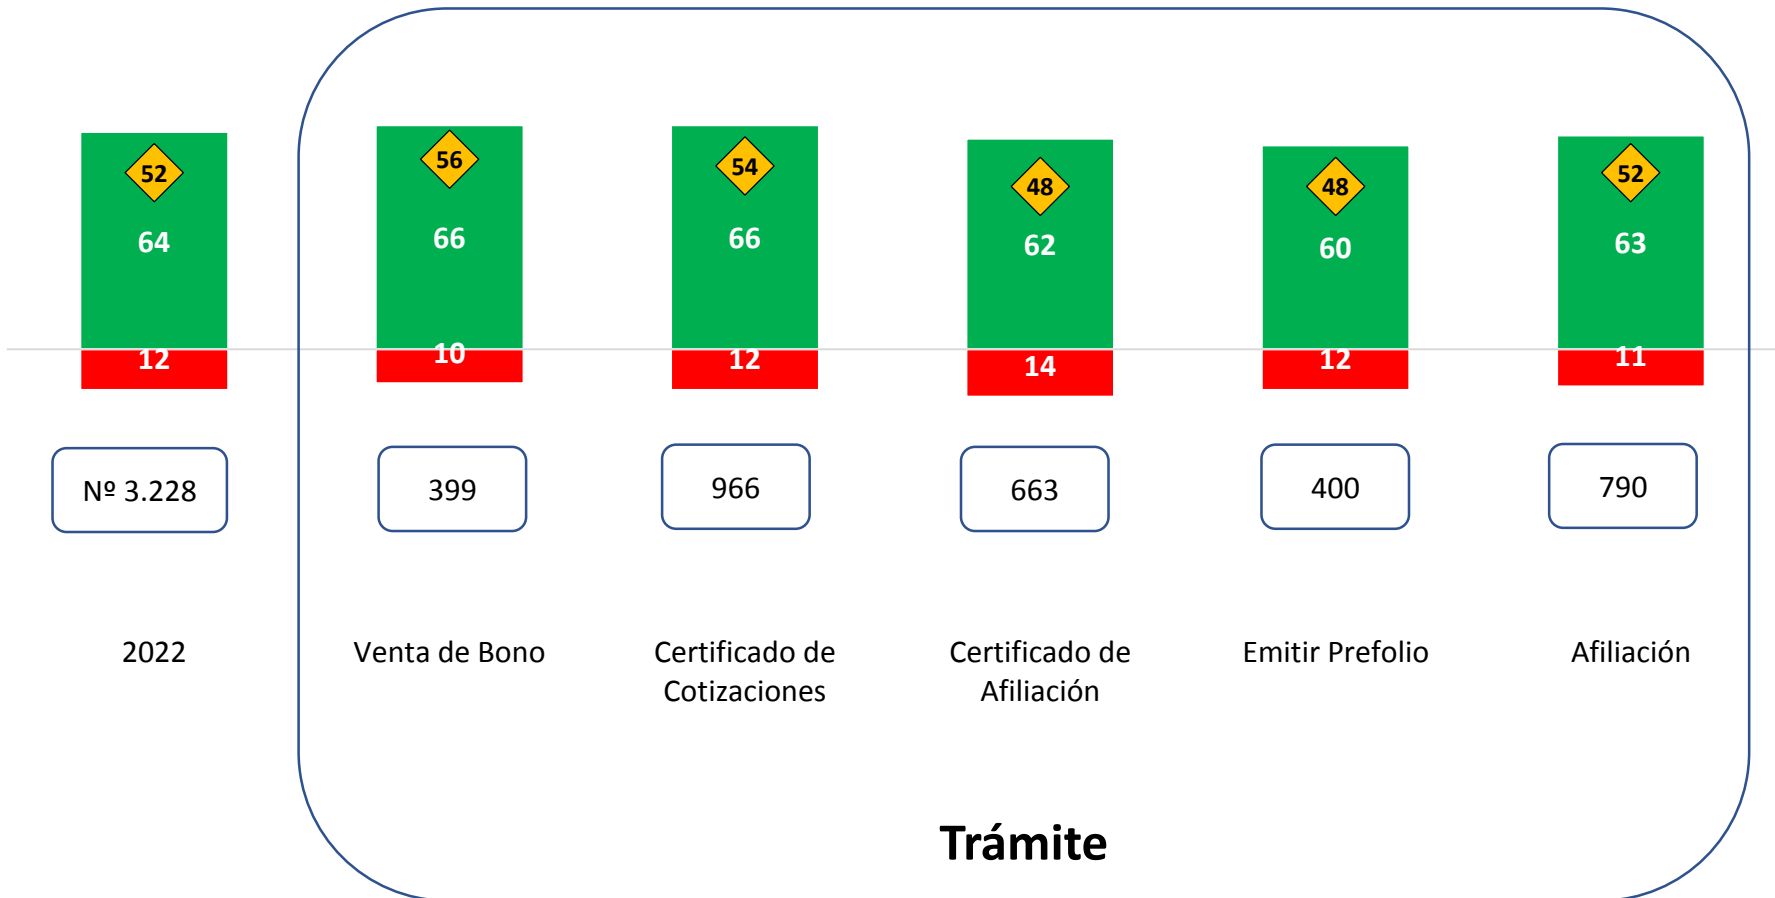 52
56
54
48
48
52
64
66
66
62
60
63
12
10
12
14
12
11
Nº 3.228
399
966
663
400
790
2022
Venta de Bono
Certificado de
Cotizaciones
Certificado de
Afiliación
Emitir Prefolio
Afiliación
Trámite